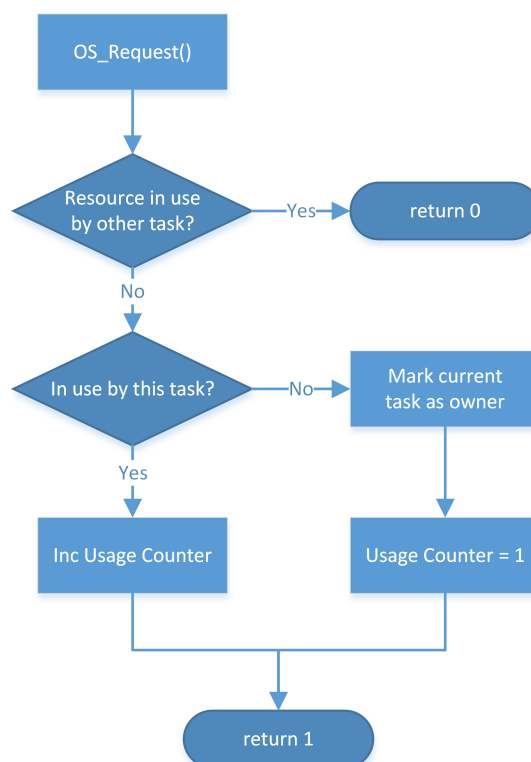 OS_Request()
Resource in use
by other task?
Yes
return 0
No
In use by this task?
No
Mark current
task as owner
Yes
Inc Usage Counter
Usage Counter = 1
return 1